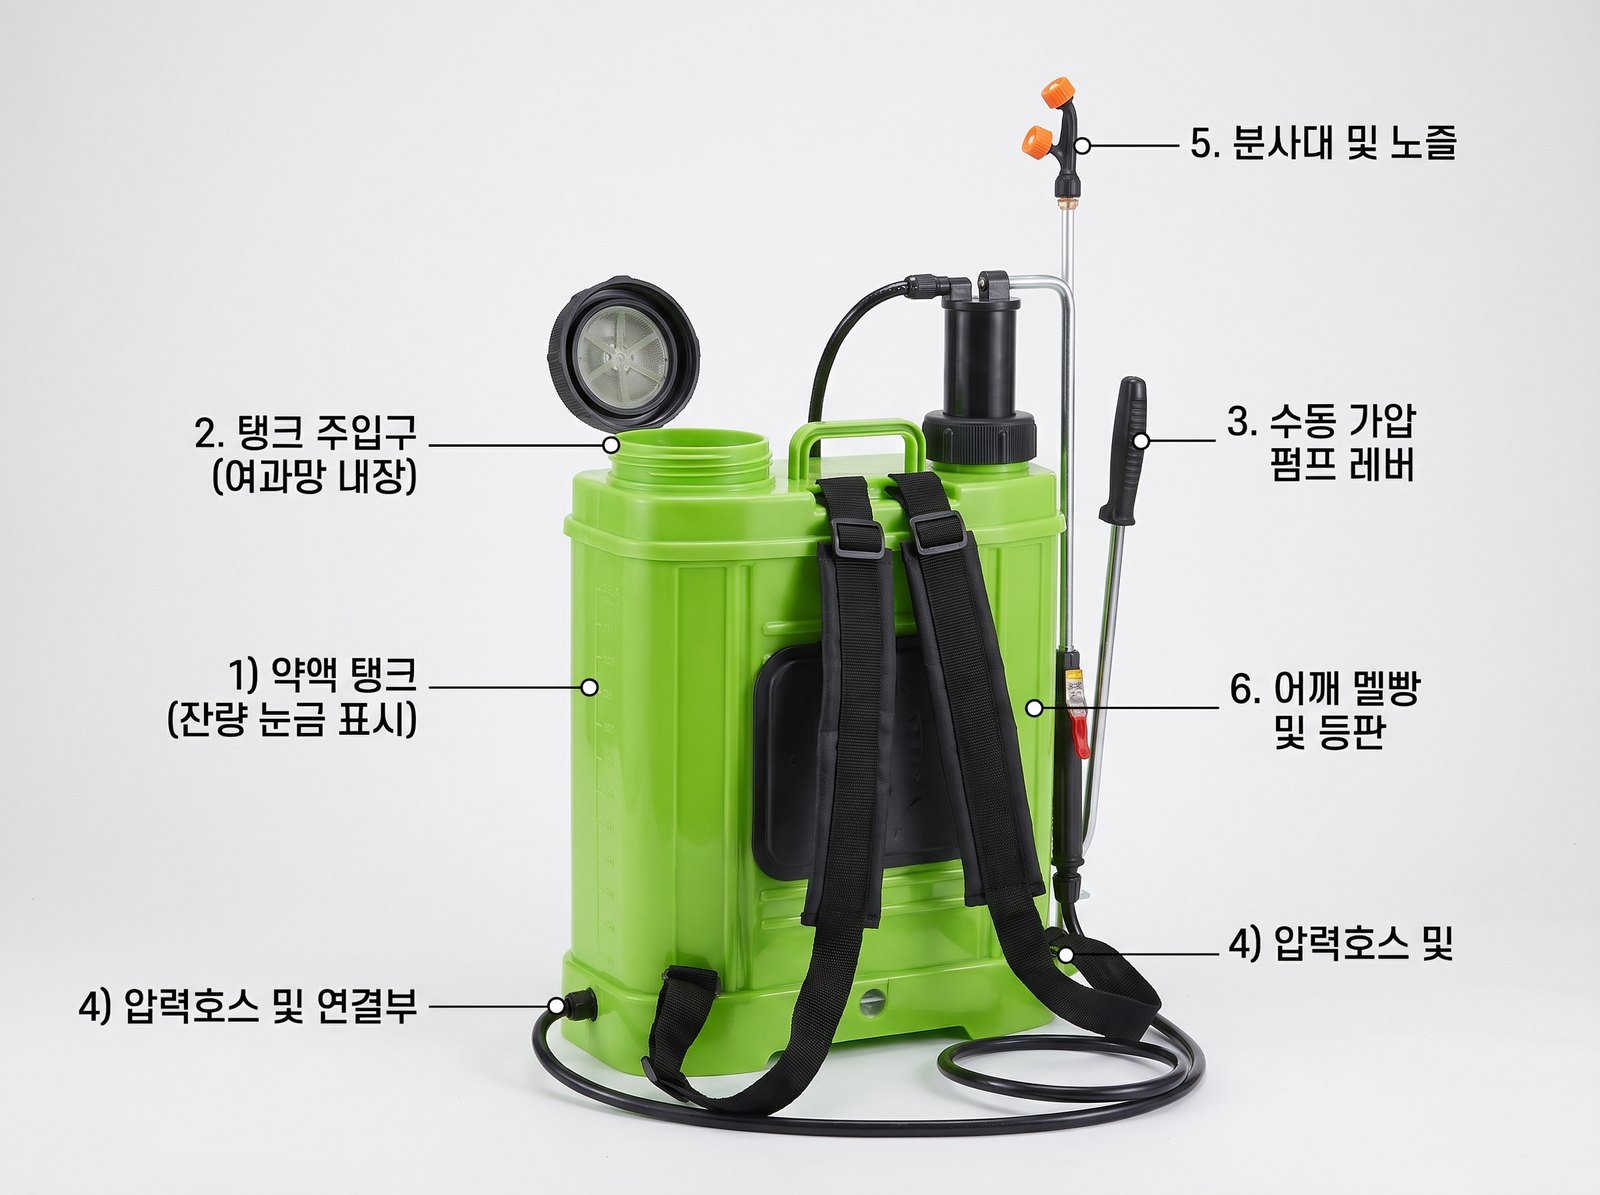 5. 분사대 및 노즐
2. 탱크 주입구
(여과망 내장)
3. 수동 가압
펌프 레버
1) 약액 탱크
(잔량 눈금 표시)
6. 어깨 멜빵
및 등판
4) 압력호스 및
4) 압력호스 및 연결부